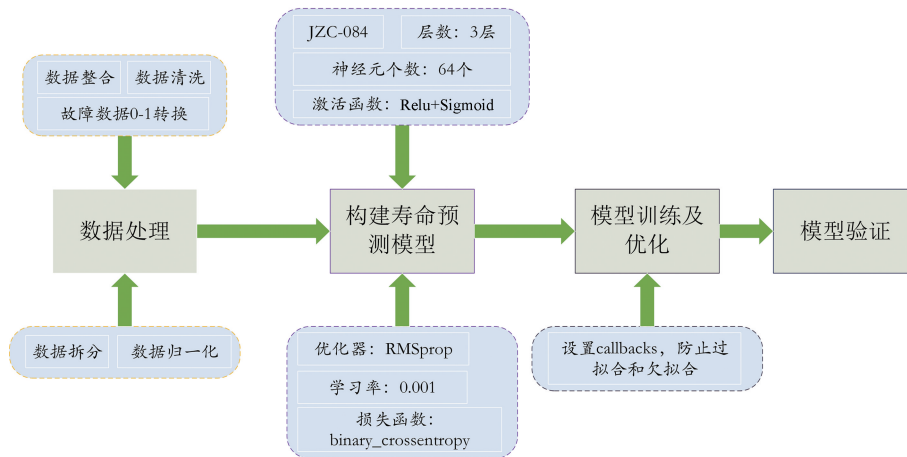 JZC-084
层数：3层
神经元个数：64个
激活函数：Relu+Sigmoid
数据整合
数据清洗
故障数据0-1转换
数据处理
构建寿命预
测模型
模型训练及
优化
模型验证
数据拆分
数据归一化
优化器：RMSprop
学习率：0.001
损失函数：
binary_crossentropy
设置callbacks，防止过
拟合和欠拟合